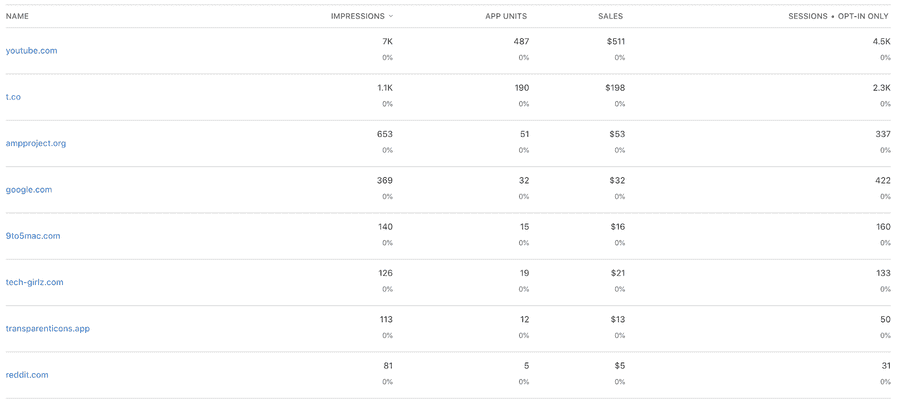 NAME IMPRESSIONS APP UNITS SALES SESSIONS • OPT-IN ONLY
youtube.com 7K 487 $511 4.5K
0% 0% 0% 0%
t.co 1.1K 190 $198 2.3K
0% 0% 0% 0%
ampproject.org 653 51 $53 337
0% 0% 0% 0%
google.com 369 32 $32 422
0% 0% 0% 0%
9to5mac.com 140 15 $16 160
0% 0% 0% 0%
tech-girlz.com 126 19 $21 133
0% 0% 0% 0%
transparenticons.app 113 12 $13 50
0% 0% 0% 0%
reddit.com 81 5 $5 31
0% 0% 0% 0%